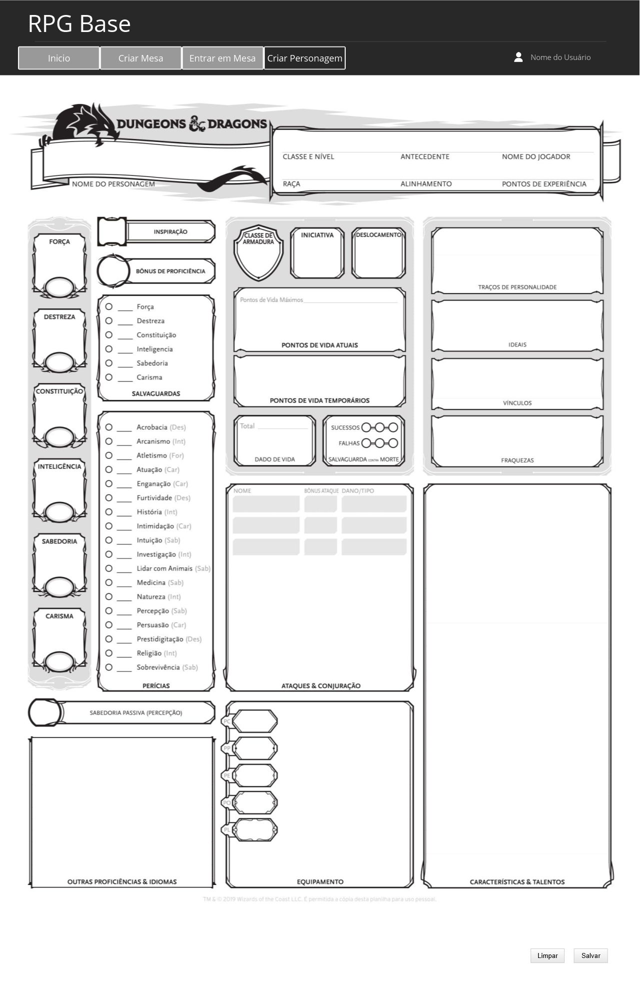 RPG Base
Inicio
Criar Mesa
Entrar em Mesa
Criar Personagem
Nome do Usuário
DUNGEONS & DRAGONS
NOME DO PERSONAGEM
CLASSE E NÍVEL
ANTECEDENTE
NOME DO JOGADOR
RAÇA
ALINHAMENTO
PONTOS DE EXPERIÊNCIA
FORÇA
DESTREZA
CONSTITUIÇÃO
INTELIGÊNCIA
SABEDORIA
CARISMA
INSPIRAÇÃO
BÔNUS DE PROFICIÊNCIA
Força
Destreza
Constituição
Inteligencia
Sabedoria
Carisma
SALVAGUARDAS
Acrobacia (Des)
Arcanismo (Int)
Atletismo (For)
Atuação (Car)
Enganação (Car)
Furtividade (Des)
História (Int)
Intimidação (Car)
Intuição (Sab)
Investigação (Int)
Lidar com Animais (Sab)
Medicina (Sab)
Natureza (Int)
Percepção (Sab)
Persuasão (Car)
Prestidigitação (Des)
Religião (Int)
Sobrevivência (Sab)
PERÍCIAS
SABEDORIA PASSIVA (PERCEPÇÃO)
OUTRAS PROFICIÊNCIAS & IDIOMAS
CLASSE DE
ARMADURA
INICIATIVA
DESLOCAMENTO
Pontos de Vida Máximos
PONTOS DE VIDA ATUAIS
PONTOS DE VIDA TEMPORÁRIOS
Total
DADO DE VIDA
SUCESSOS
FALHAS
SALVAGUARDA CONTRA MORTE
NOME
BÔNUS ATAQUE
DANO/TIPO
ATAQUES & CONJURAÇÃO
PC
PP
PE
PO
PL
EQUIPAMENTO
TRAÇOS DE PERSONALIDADE
IDEAIS
VÍNCULOS
FRAQUEZAS
CARACTERÍSTICAS & TALENTOS
TM & © 2019 Wizards of the Coast LLC. É permitida a cópia desta planilha para uso pessoal.
Limpar
Salvar